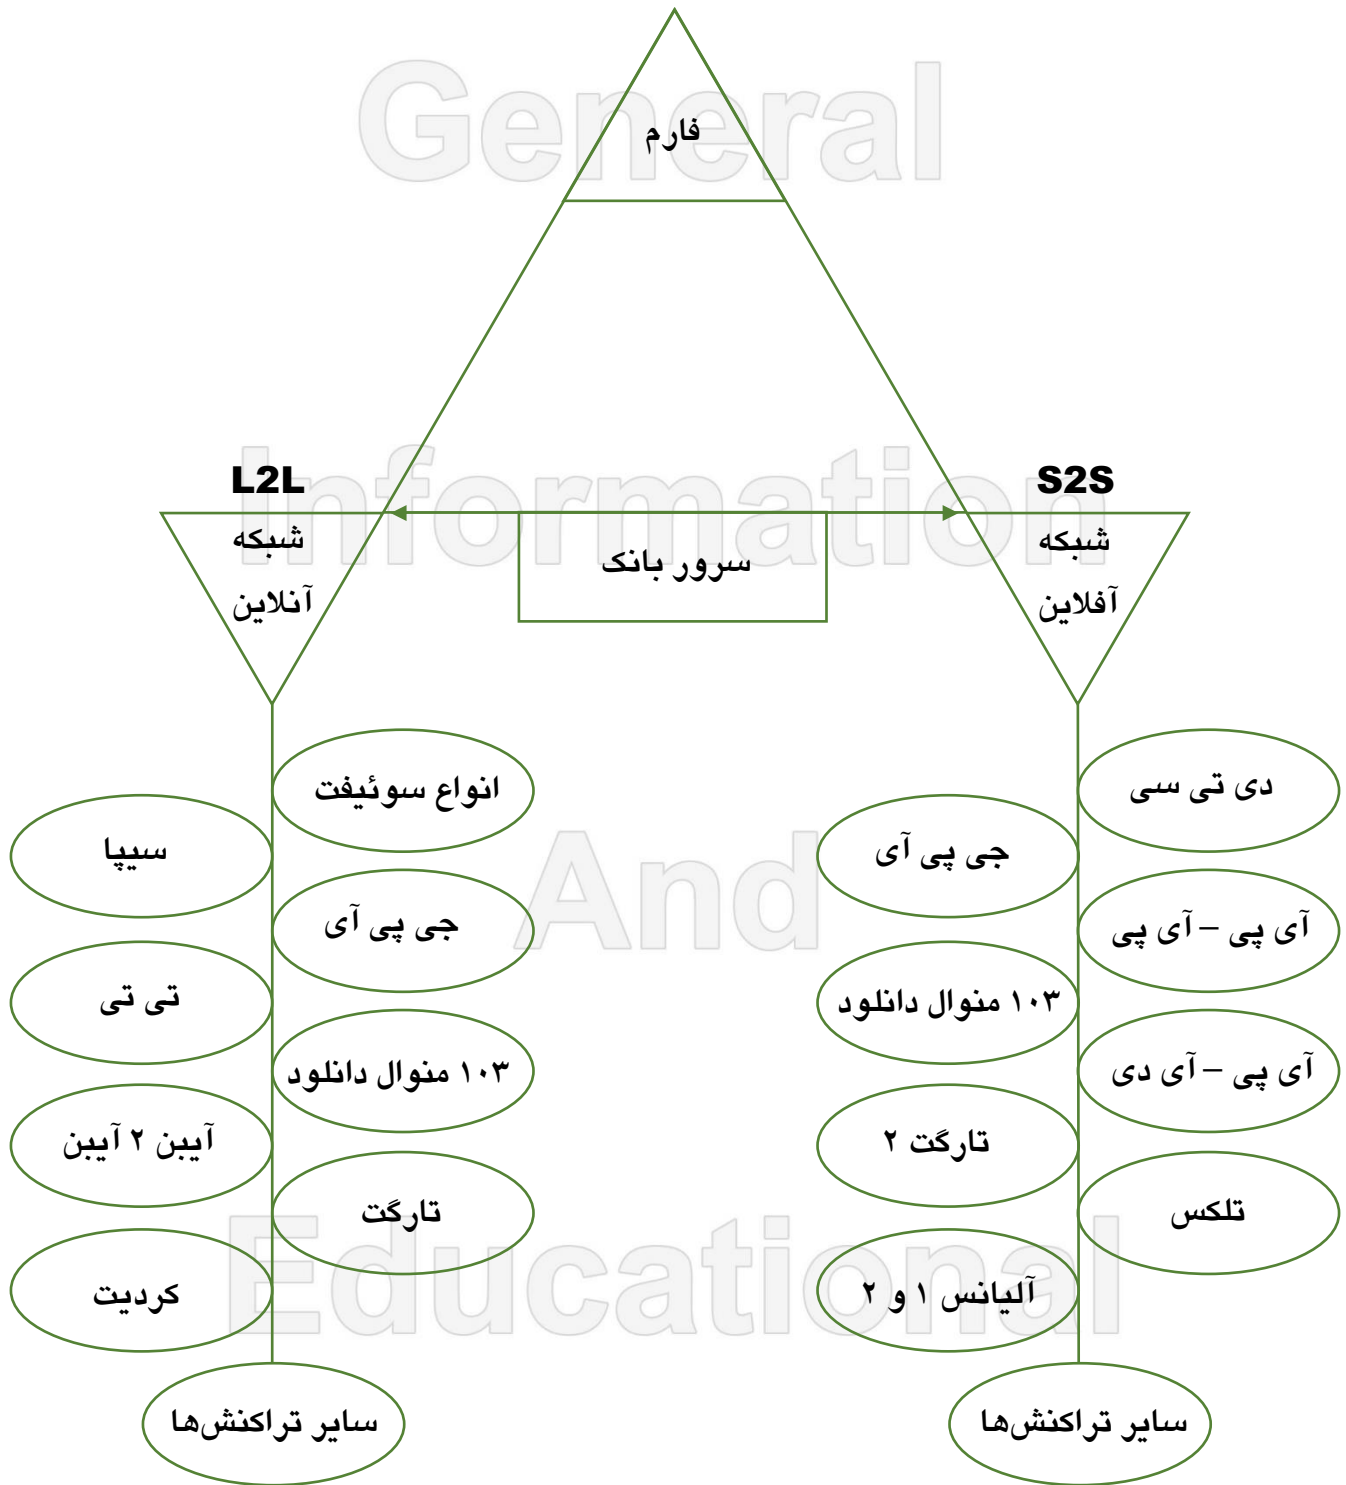 General
فارم
Information
L2L
شبکه
آنلاین
سرور بانک
S2S
شبکه
آفلاین
انواع سوئیفت
سیپا
جی پی آی
تی تی
۱۰۳ منوال دانلود
آیبن ۲ آیبن
تارگت
کردیت
سایر تراکنش‌ها
دی تی سی
جی پی آی
آی پی – آی پی
۱۰۳ منوال دانلود
آی پی – آی دی
تارگت ۲
تلکس
آلیانس ۱ و ۲
سایر تراکنش‌ها
And
Educational